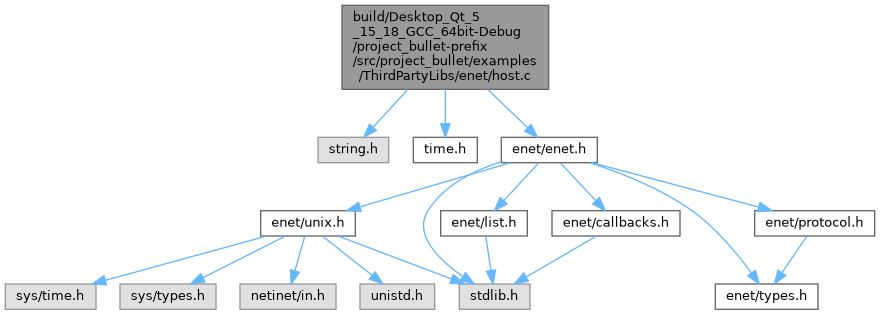 build/Desktop_Qt_5
_15_18_GCC_64bit-Debug
/project_bullet-prefix
/src/project_bullet/examples
/ThirdPartyLibs/enet/host.c
string.h
time.h
enet/enet.h
enet/unix.h
enet/list.h
enet/callbacks.h
enet/protocol.h
sys/time.h
sys/types.h
netinet/in.h
unistd.h
stdlib.h
enet/types.h